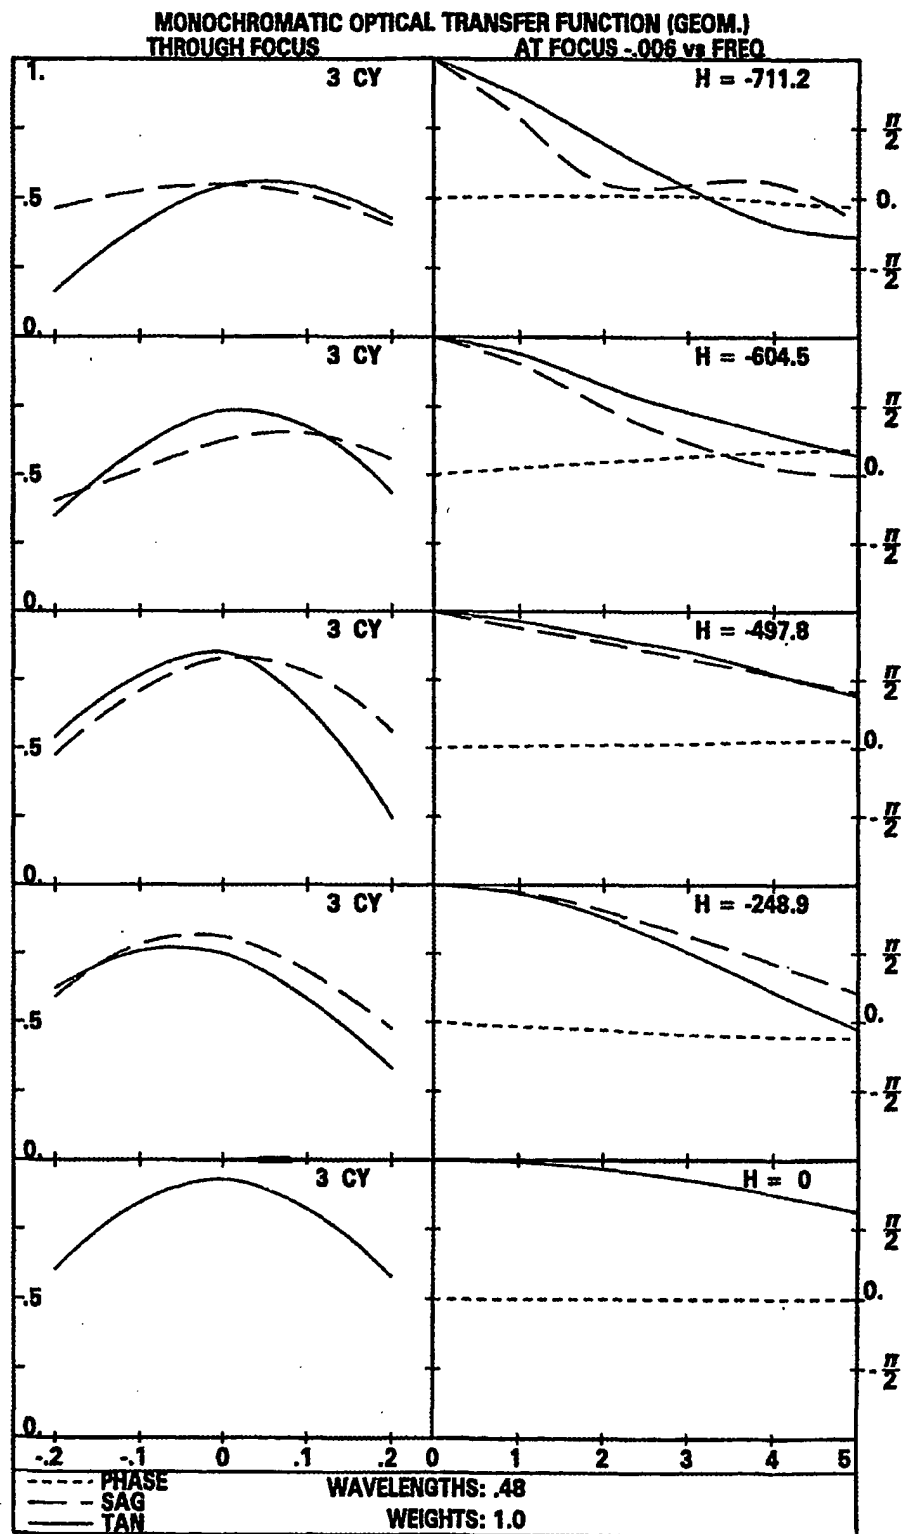 MONOCHROMATIC OPTICAL TRANSFER FUNCTION (GEOM.)
THROUGH FOCUS AT FOCUS -.006 vs FREQ
1. 3 CY H = -711.2
π/2
.5 0.
-π/2
0.
3 CY H = -604.5
π/2
.5 0.
-π/2
0.
3 CY H = -497.8
π/2
.5 0.
-π/2
0.
3 CY H = -248.9
π/2
.5 0.
-π/2
0.
3 CY H = 0
π/2
.5 0.
-π/2
0.
-.2 -.1 0 .1 .2 0 1 2 3 4 5
PHASE WAVELENGTHS: .48
SAG
TAN WEIGHTS: 1.0